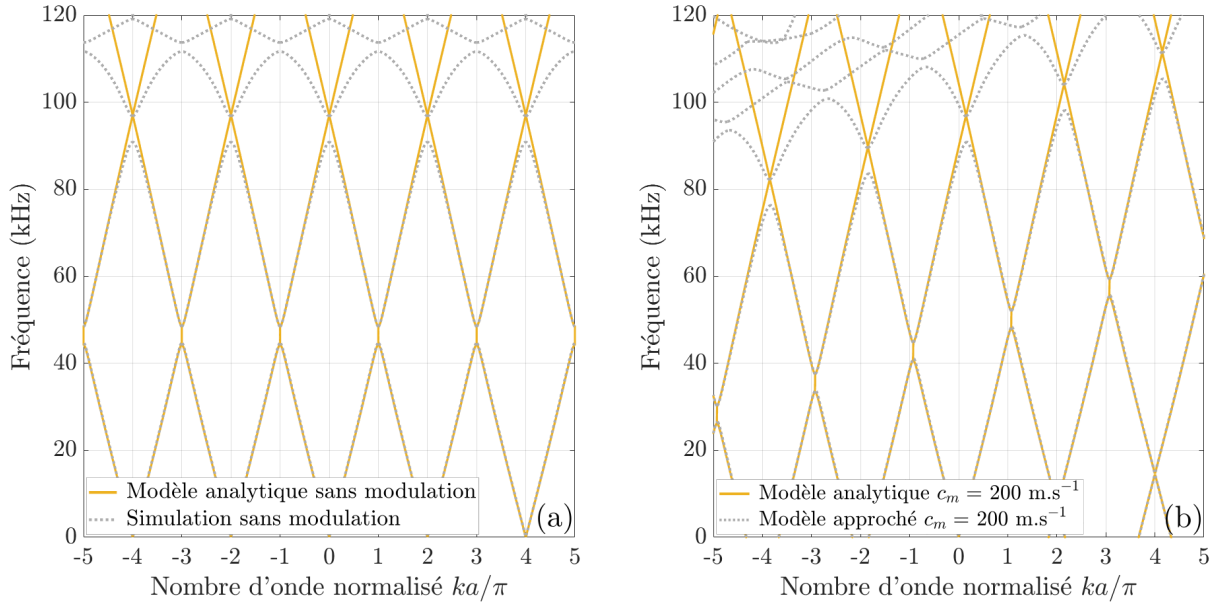 120
100
80
60
40
20
0
Fréquence (kHz)
-5 -4 -3 -2 -1 0 1 2 3 4 5
Nombre d'onde normalisé ka/π
Modèle analytique sans modulation
Simulation sans modulation
(a)
120
100
80
60
40
20
0
Fréquence (kHz)
-5 -4 -3 -2 -1 0 1 2 3 4 5
Nombre d'onde normalisé ka/π
Modèle analytique cₘ = 200 m.s⁻¹
Modèle approché cₘ = 200 m.s⁻¹
(b)